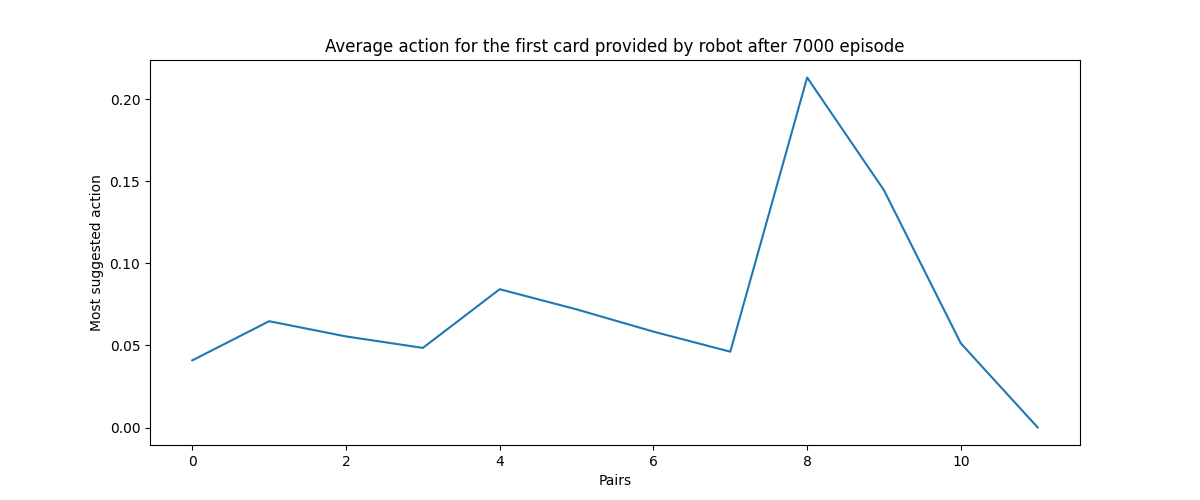 Average action for the first card provided by robot after 7000 episode
0.20
0.15
0.10
0.05
0.00
Most suggested action
0 2 4 6 8 10
Pairs